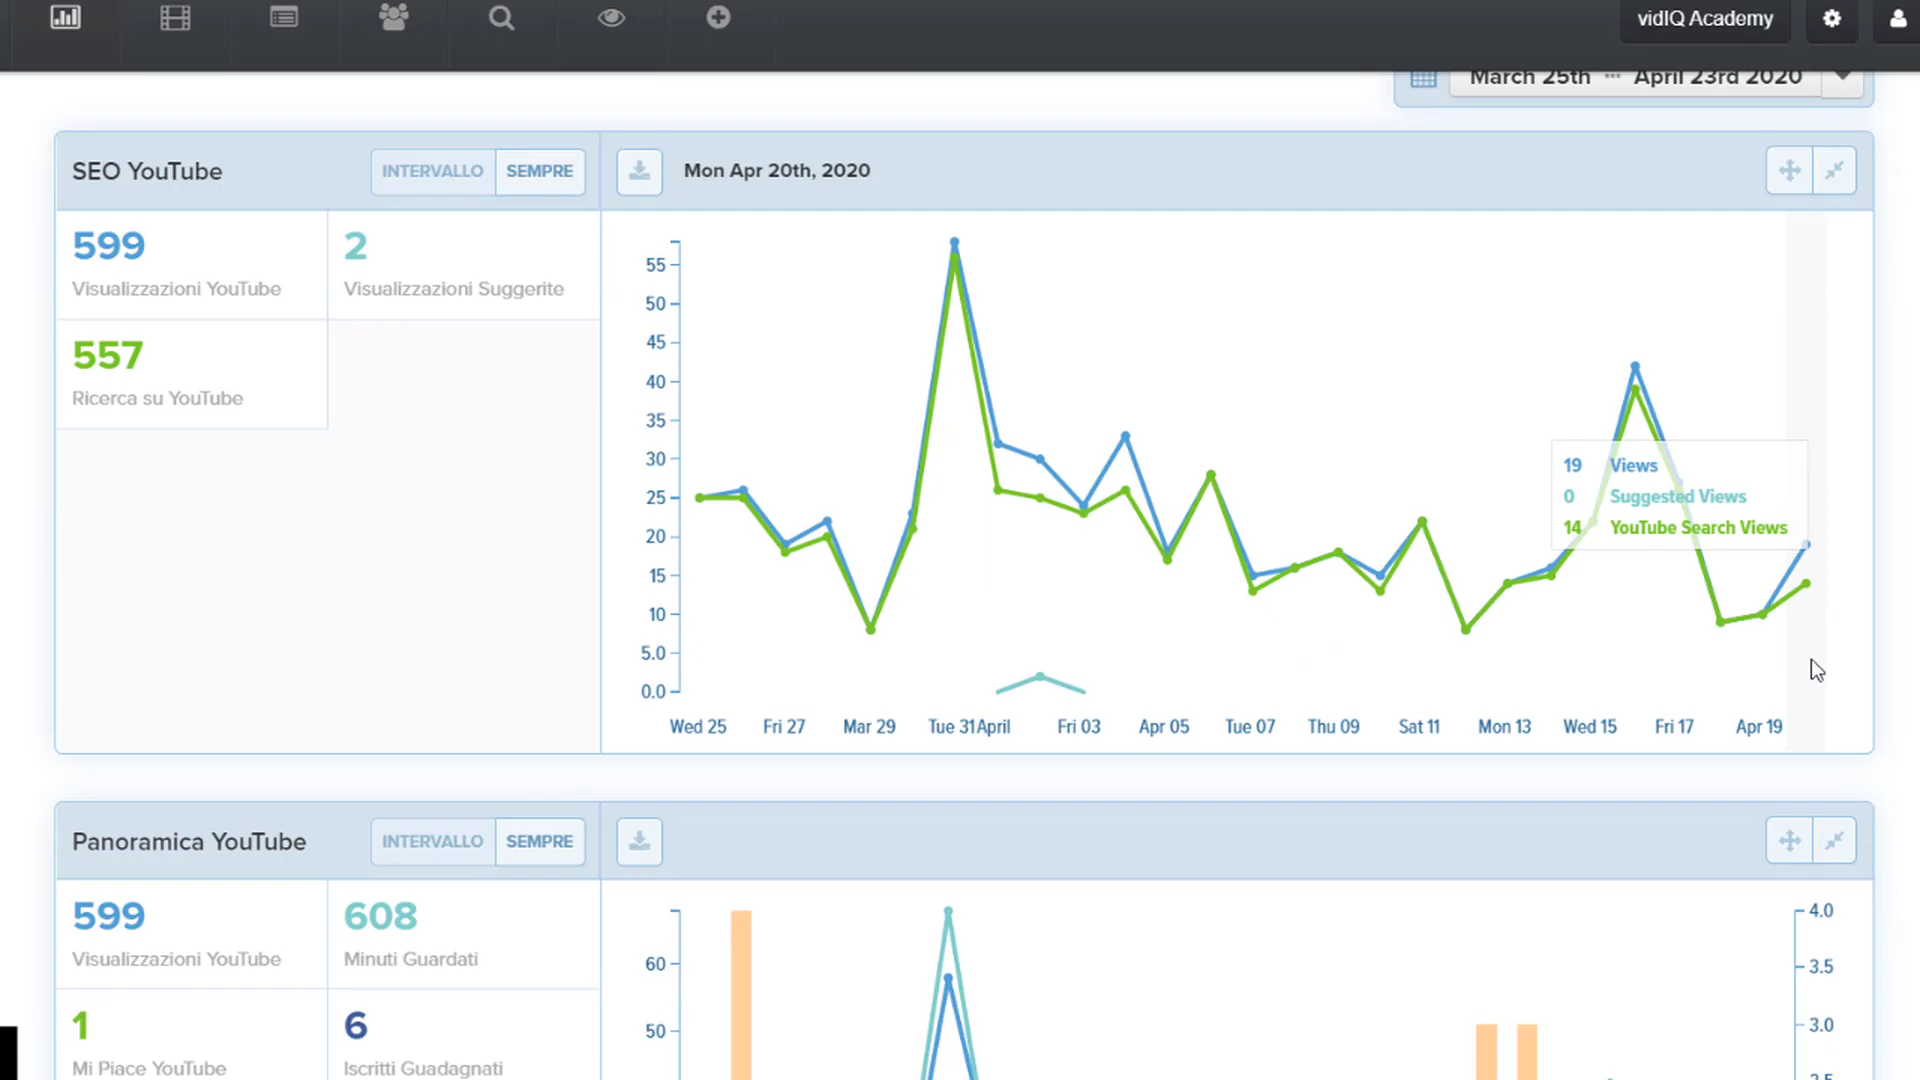 vidIQ Academy
March 25th --- April 23rd 2020
SEO YouTube
INTERVALLO SEMPRE
Mon Apr 20th, 2020
599
Visualizzazioni YouTube
2
Visualizzazioni Suggerite
557
Ricerca su YouTube
55
50
45
40
35
30
25
20
15
10
5.0
0.0
19 Views
0 Suggested Views
14 YouTube Search Views
Wed 25 Fri 27 Mar 29 Tue 31 April Fri 03 Apr 05 Tue 07 Thu 09 Sat 11 Mon 13 Wed 15 Fri 17 Apr 19
Panoramica YouTube
INTERVALLO SEMPRE
599
Visualizzazioni YouTube
608
Minuti Guardati
1
Mi Piace YouTube
6
Iscritti Guadagnati
60
50
4.0
3.5
3.0
2.5